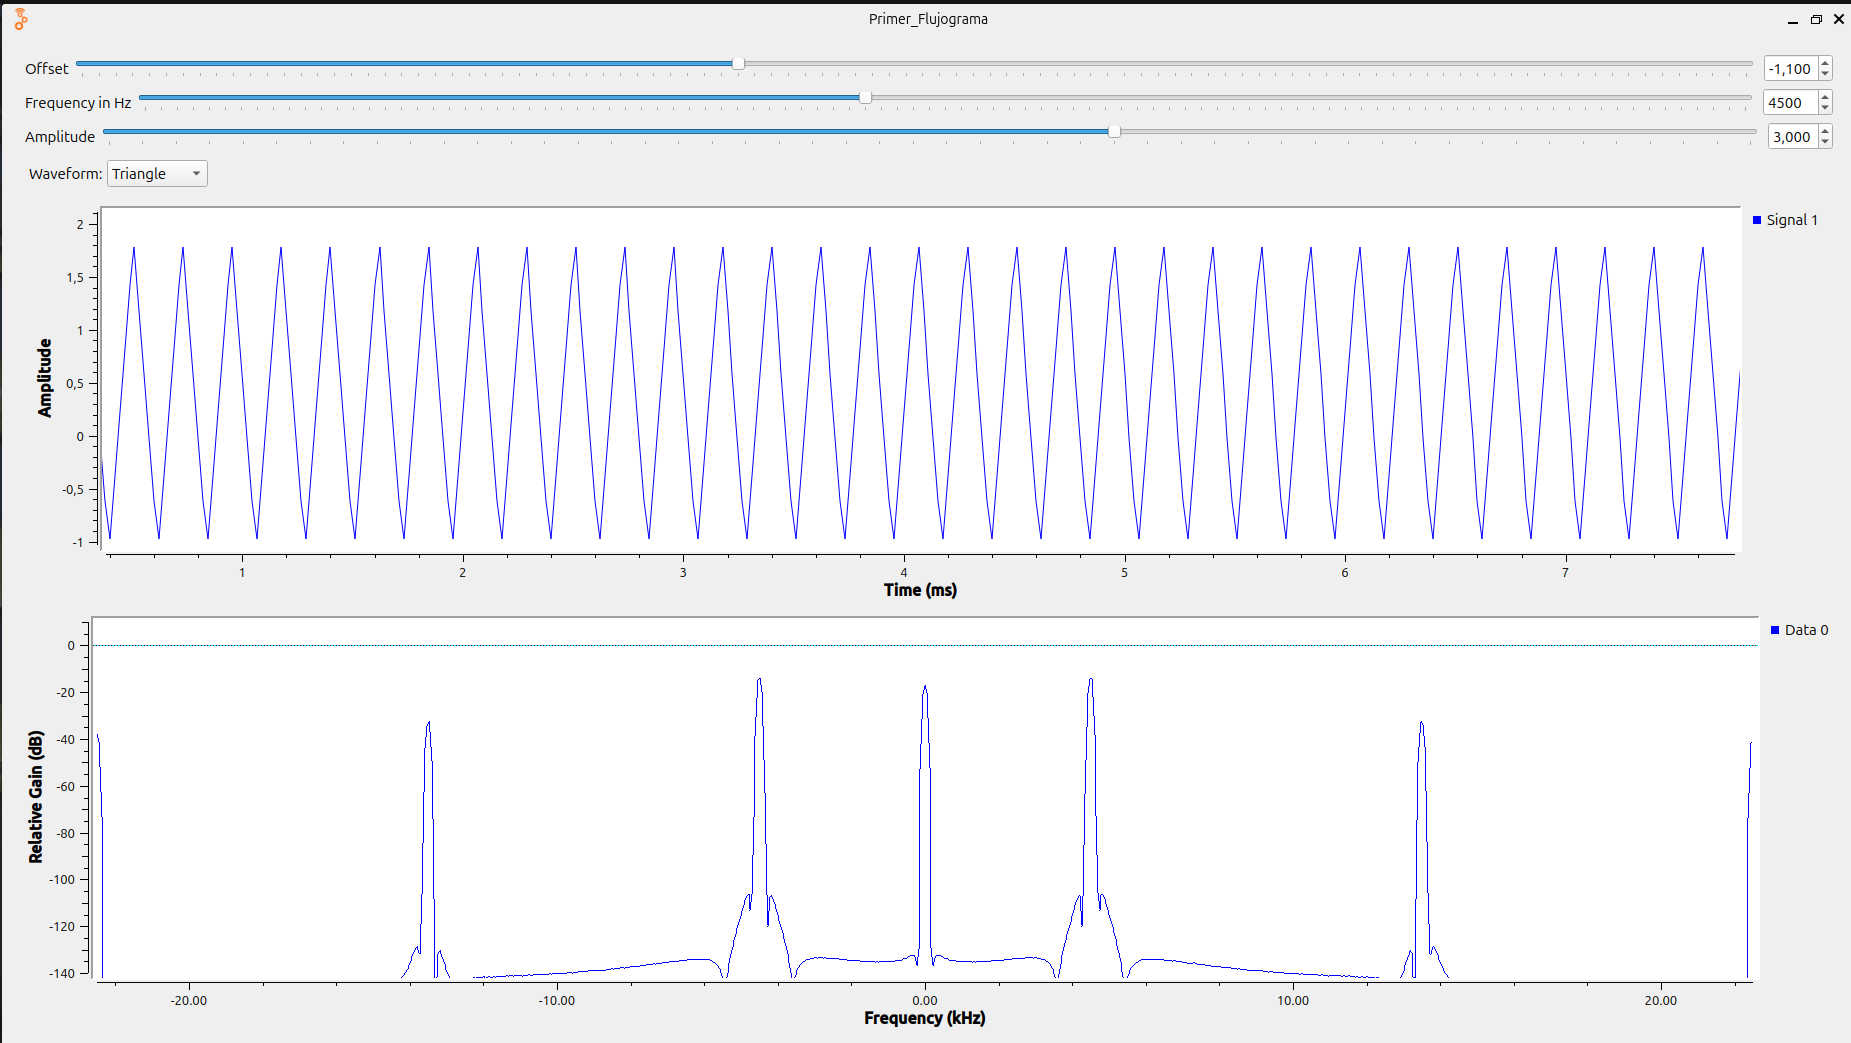 Primer_Flujograma
Offset -1,100
Frequency in Hz 4500
Amplitude 3,000
Waveform: Triangle
Signal 1
2
1,5
1
0,5
0
-0,5
-1
Amplitude
1 2 3 4 5 6 7
Time (ms)
Data 0
0
-20
-40
-60
-80
-100
-120
-140
Relative Gain (dB)
-20.00 -10.00 0.00 10.00 20.00
Frequency (kHz)